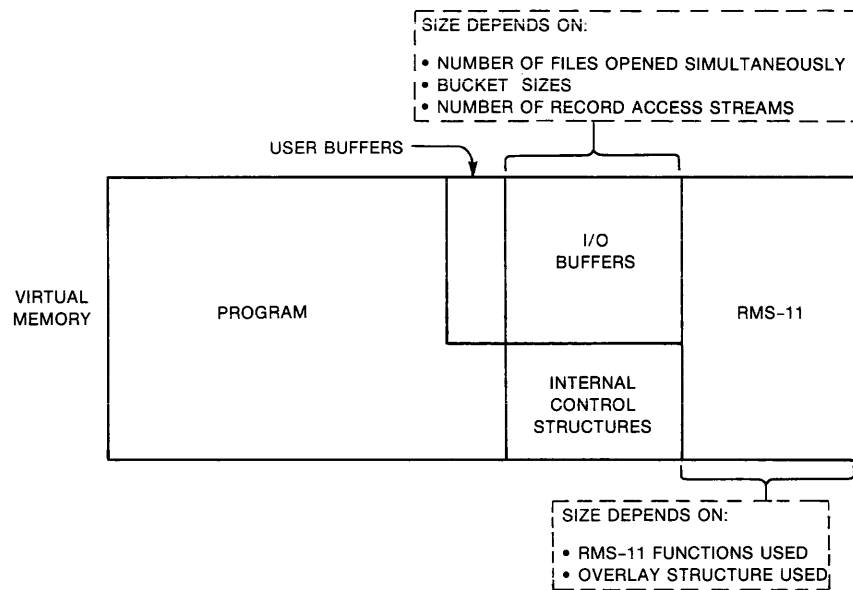 SIZE DEPENDS ON:
• NUMBER OF FILES OPENED SIMULTANEOUSLY
• BUCKET SIZES
• NUMBER OF RECORD ACCESS STREAMS
USER BUFFERS
VIRTUAL
MEMORY
PROGRAM
I/O
BUFFERS
RMS-11
INTERNAL
CONTROL
STRUCTURES
SIZE DEPENDS ON:
• RMS-11 FUNCTIONS USED
• OVERLAY STRUCTURE USED